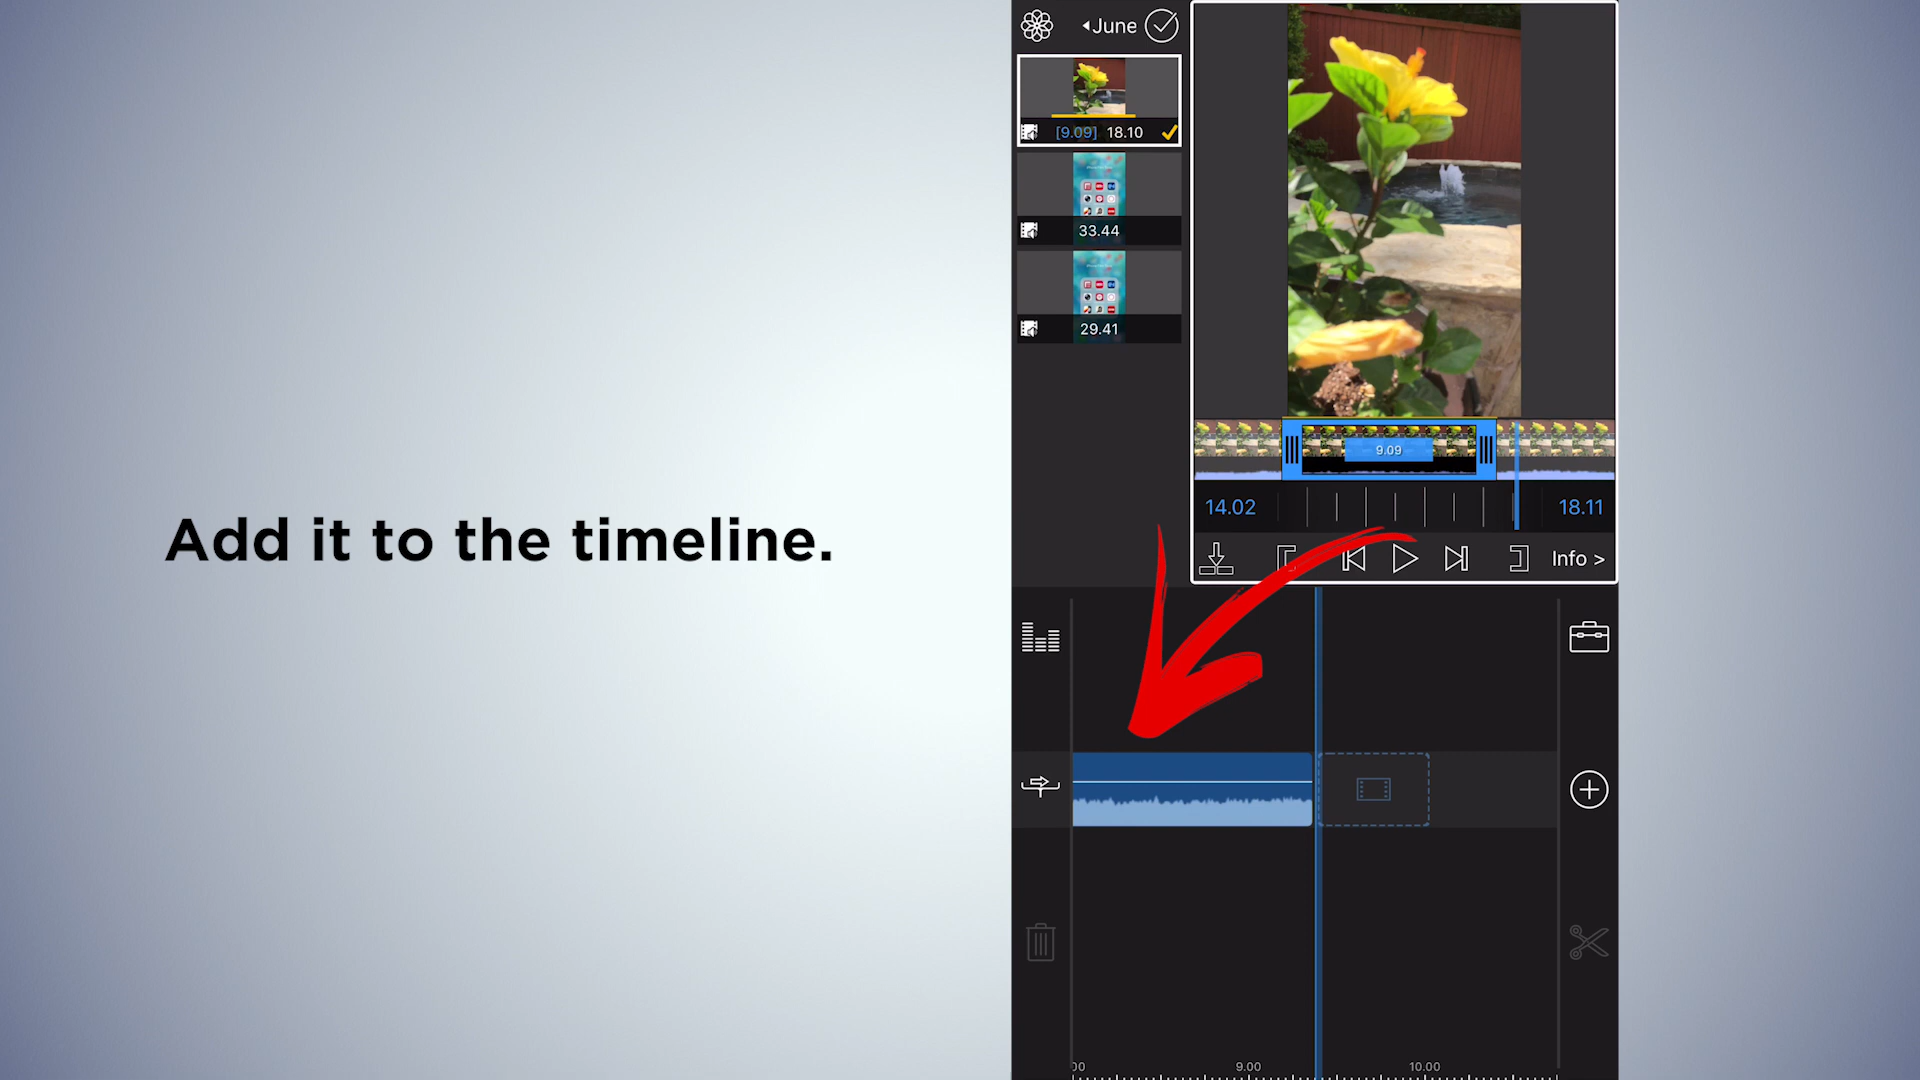 Add it to the timeline.
June
[9.09] 18.10
33.44
29.41
9.09
14.02
18.11
Info >
9.00
10.00